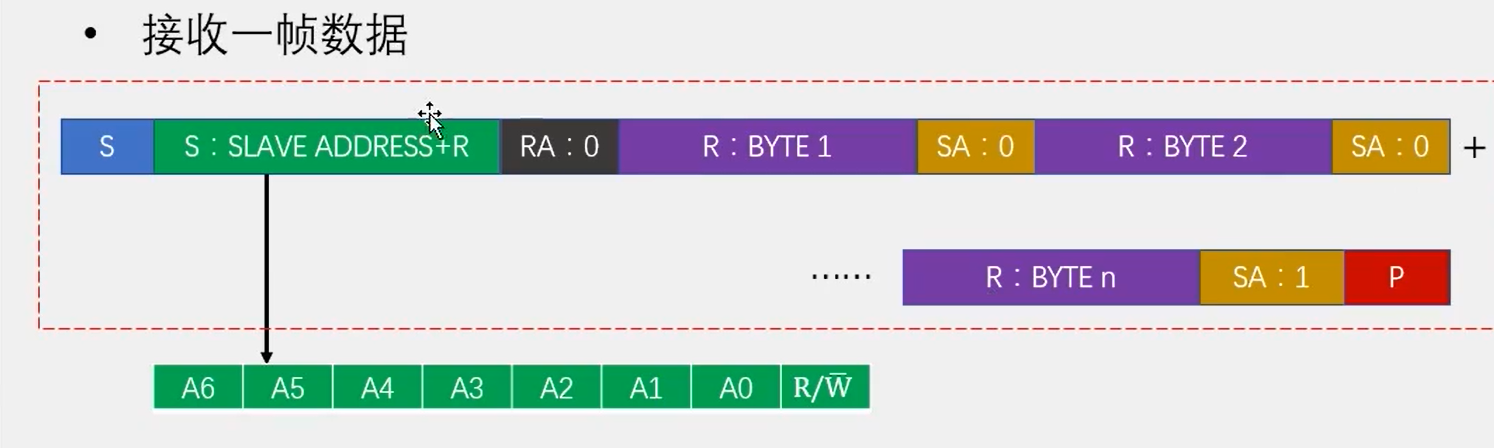 • 接收一帧数据
S S：SLAVE ADDRESS+R RA：0 R：BYTE 1 SA：0 R：BYTE 2 SA：0 +
…… R：BYTE n SA：1 P
A6 A5 A4 A3 A2 A1 A0 R/W̅